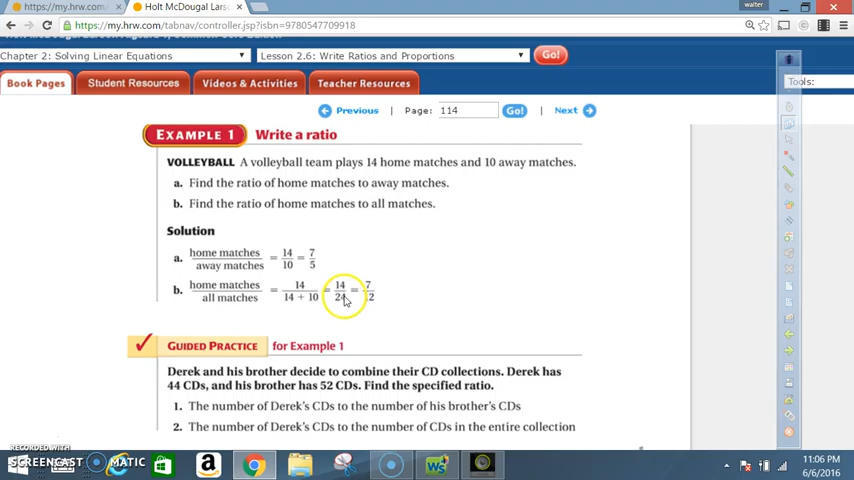 https://my.hrw.com/tabnav/
Holt McDougal Larso
walter
https://my.hrw.com/tabnav/controller.jsp?isbn=9780547709918
Chapter 2: Solving Linear Equations
Lesson 2.6: Write Ratios and Proportions
Go!
Book Pages
Student Resources
Videos & Activities
Teacher Resources
Tools:
Previous | Page: 114 Go! | Next
EXAMPLE 1 Write a ratio
VOLLEYBALL A volleyball team plays 14 home matches and 10 away matches.
a. Find the ratio of home matches to away matches.
b. Find the ratio of home matches to all matches.
Solution
a. home matches / away matches = 14/10 = 7/5
b. home matches / all matches = 14/14 + 10 = 14/24 = 7/12
GUIDED PRACTICE for Example 1
Derek and his brother decide to combine their CD collections. Derek has
44 CDs, and his brother has 52 CDs. Find the specified ratio.
1. The number of Derek's CDs to the number of his brother's CDs
2. The number of Derek's CDs to the number of CDs in the entire collection
RECORDED WITH
SCREENCAST MATIC
11:06 PM
6/6/2016